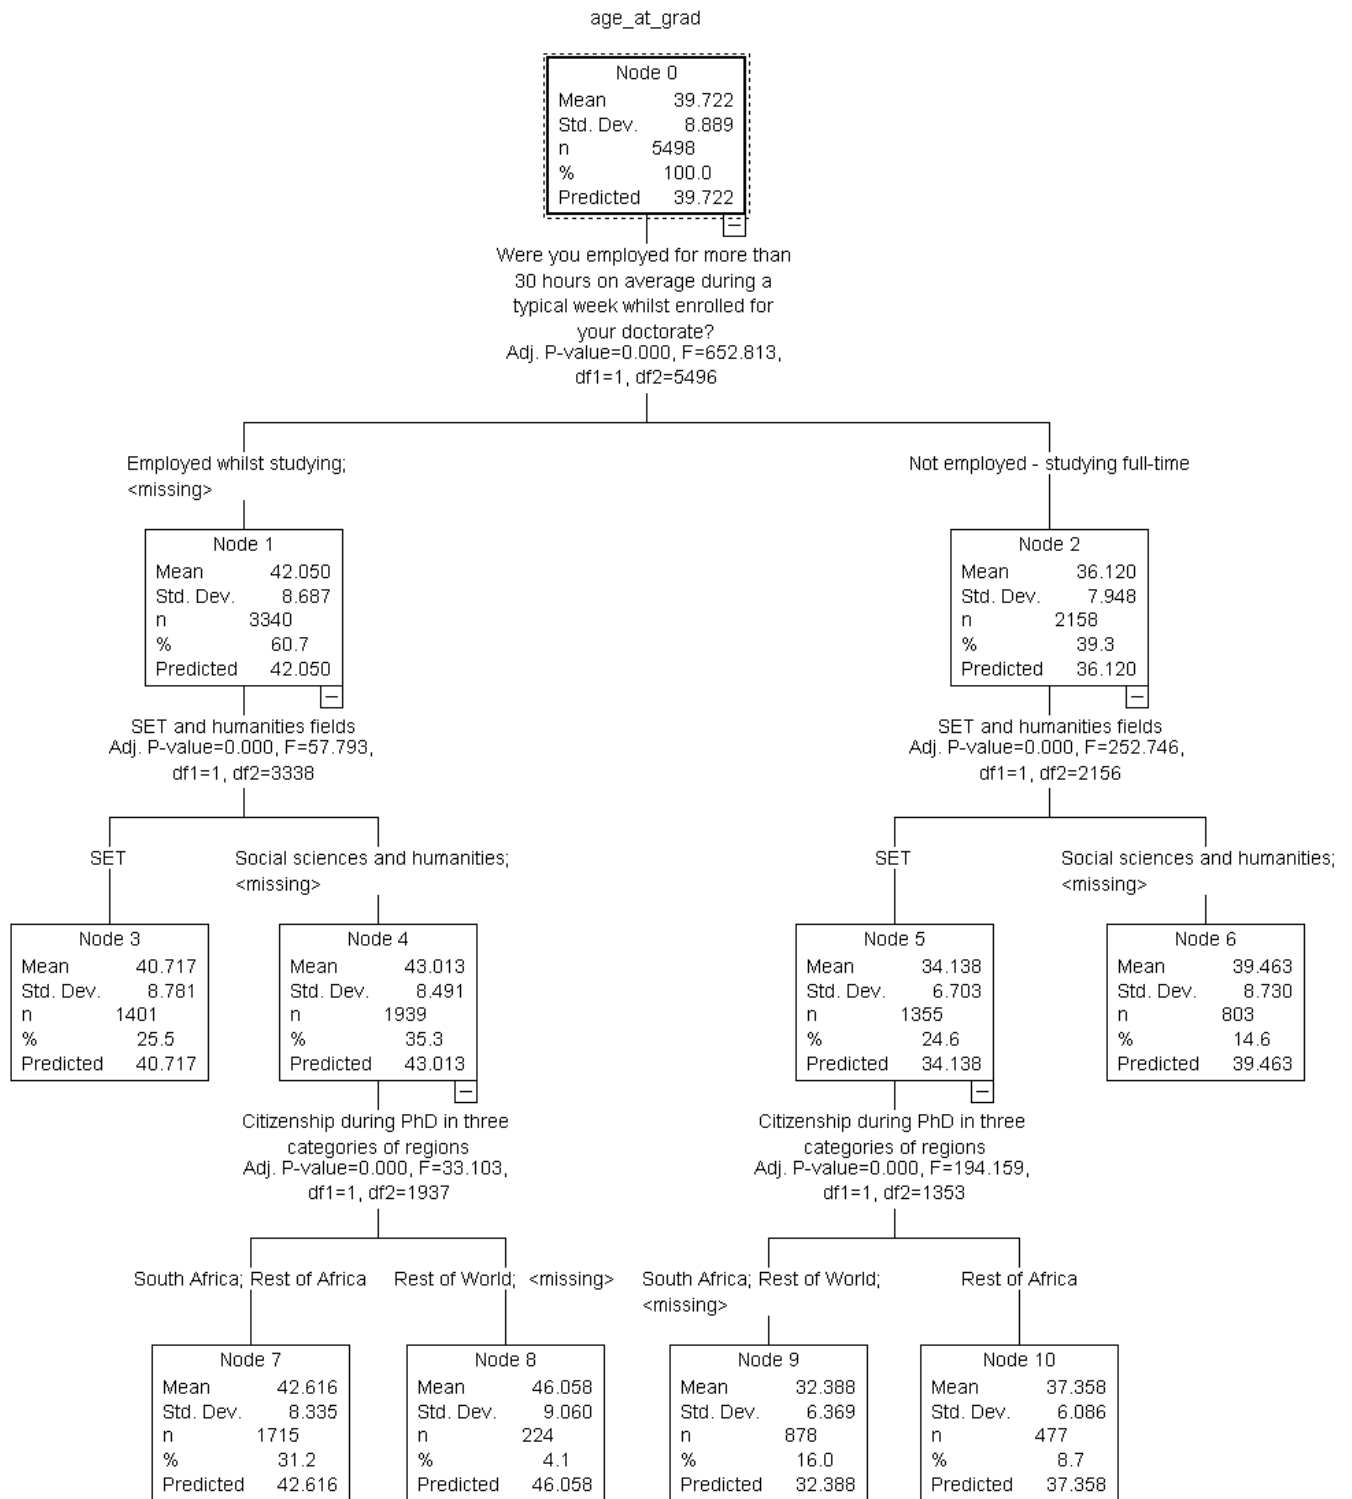 age_at_grad
Node 0
Mean 39.722
Std. Dev. 8.889
n 5498
% 100.0
Predicted 39.722
Were you employed for more than
30 hours on average during a
typical week whilst enrolled for
your doctorate?
Adj. P-value=0.000, F=652.813,
df1=1, df2=5496
Employed whilst studying;
<missing>
Not employed - studying full-time
Node 1
Mean 42.050
Std. Dev. 8.687
n 3340
% 60.7
Predicted 42.050
Node 2
Mean 36.120
Std. Dev. 7.948
n 2158
% 39.3
Predicted 36.120
SET and humanities fields
Adj. P-value=0.000, F=57.793,
df1=1, df2=3338
SET and humanities fields
Adj. P-value=0.000, F=252.746,
df1=1, df2=2156
SET
Social sciences and humanities;
<missing>
SET
Social sciences and humanities;
<missing>
Node 3
Mean 40.717
Std. Dev. 8.781
n 1401
% 25.5
Predicted 40.717
Node 4
Mean 43.013
Std. Dev. 8.491
n 1939
% 35.3
Predicted 43.013
Node 5
Mean 34.138
Std. Dev. 6.703
n 1355
% 24.6
Predicted 34.138
Node 6
Mean 39.463
Std. Dev. 8.730
n 803
% 14.6
Predicted 39.463
Citizenship during PhD in three
categories of regions
Adj. P-value=0.000, F=33.103,
df1=1, df2=1937
Citizenship during PhD in three
categories of regions
Adj. P-value=0.000, F=194.159,
df1=1, df2=1353
South Africa; Rest of Africa
Rest of World; <missing>
South Africa; Rest of World;
<missing>
Rest of Africa
Node 7
Mean 42.616
Std. Dev. 8.335
n 1715
% 31.2
Predicted 42.616
Node 8
Mean 46.058
Std. Dev. 9.060
n 224
% 4.1
Predicted 46.058
Node 9
Mean 32.388
Std. Dev. 6.369
n 878
% 16.0
Predicted 32.388
Node 10
Mean 37.358
Std. Dev. 6.086
n 477
% 8.7
Predicted 37.358